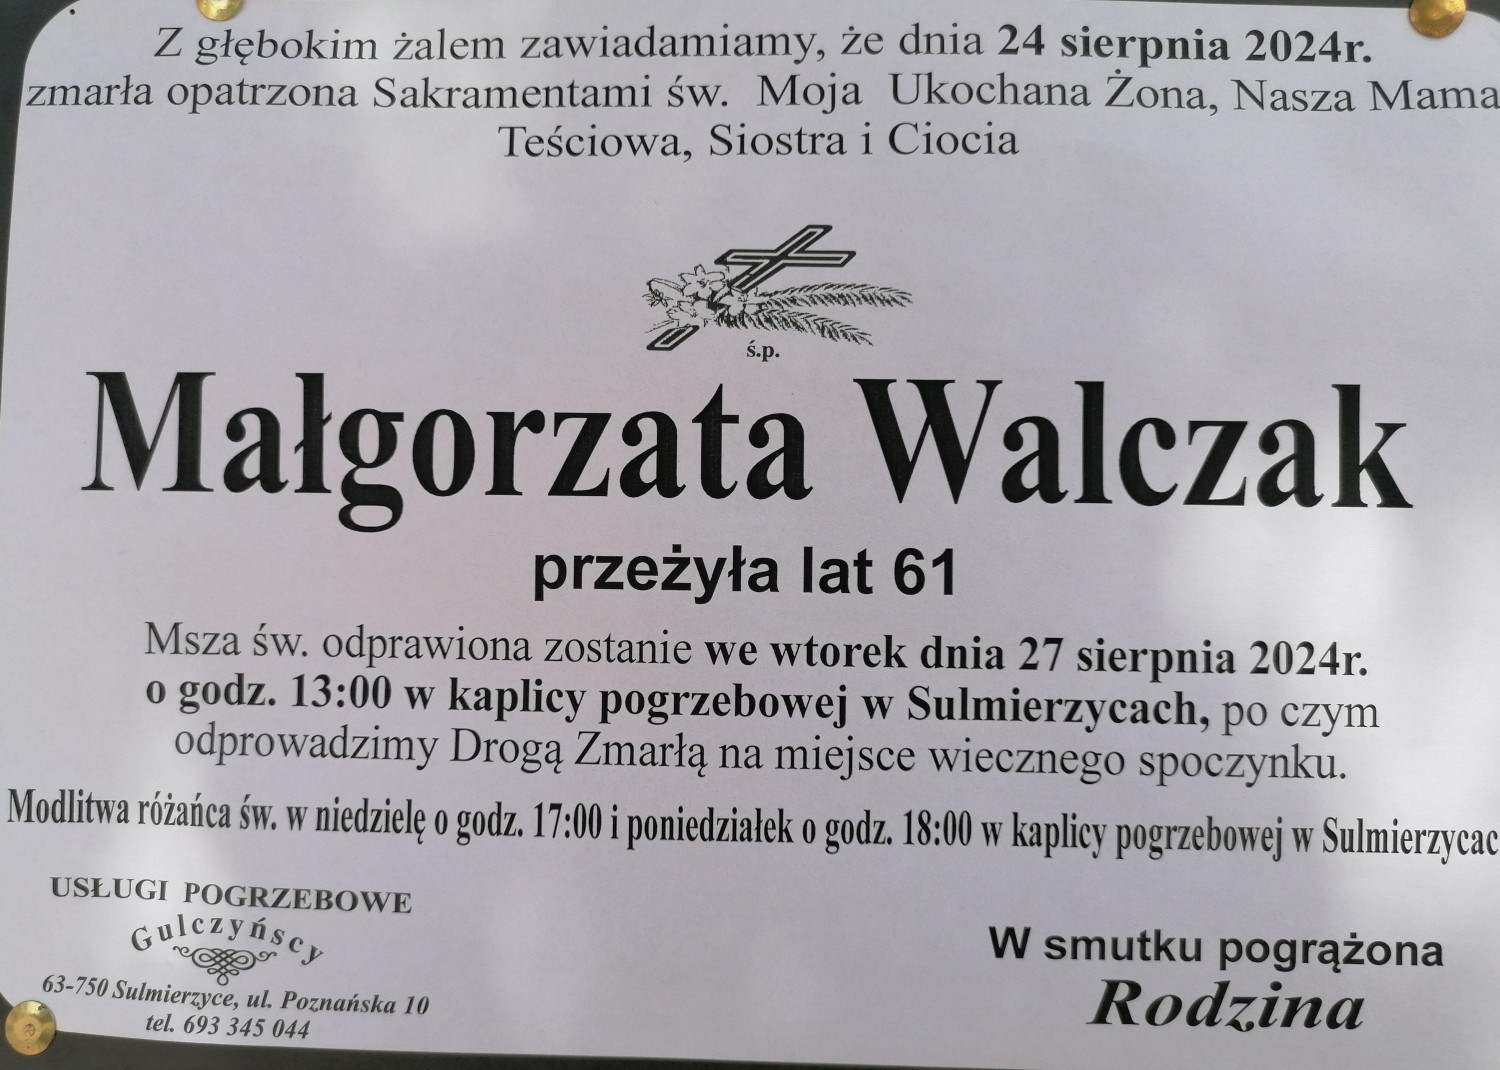 Z głębokim żalem zawiadamiamy, że dnia 24 sierpnia 2024r.
zmarła opatrzona Sakramentami św. Moja Ukochana Żona, Nasza Mama
Teściowa, Siostra i Ciocia
ś.p.
Małgorzata Walczak
przeżyła lat 61
Msza św. odprawiona zostanie we wtorek dnia 27 sierpnia 2024r.
o godz. 13:00 w kaplicy pogrzebowej w Sulmierzycach, po czym
odprowadzimy Drogą Zmarłą na miejsce wiecznego spoczynku.
Modlitwa różańca św. w niedzielę o godz. 17:00 i poniedziałek o godz. 18:00 w kaplicy pogrzebowej w Sulmierzycac
USŁUGI POGRZEBOWE
Gulczyńscy
63-750 Sulmierzyce, ul. Poznańska 10
tel. 693 345 044
W smutku pogrążona
Rodzina